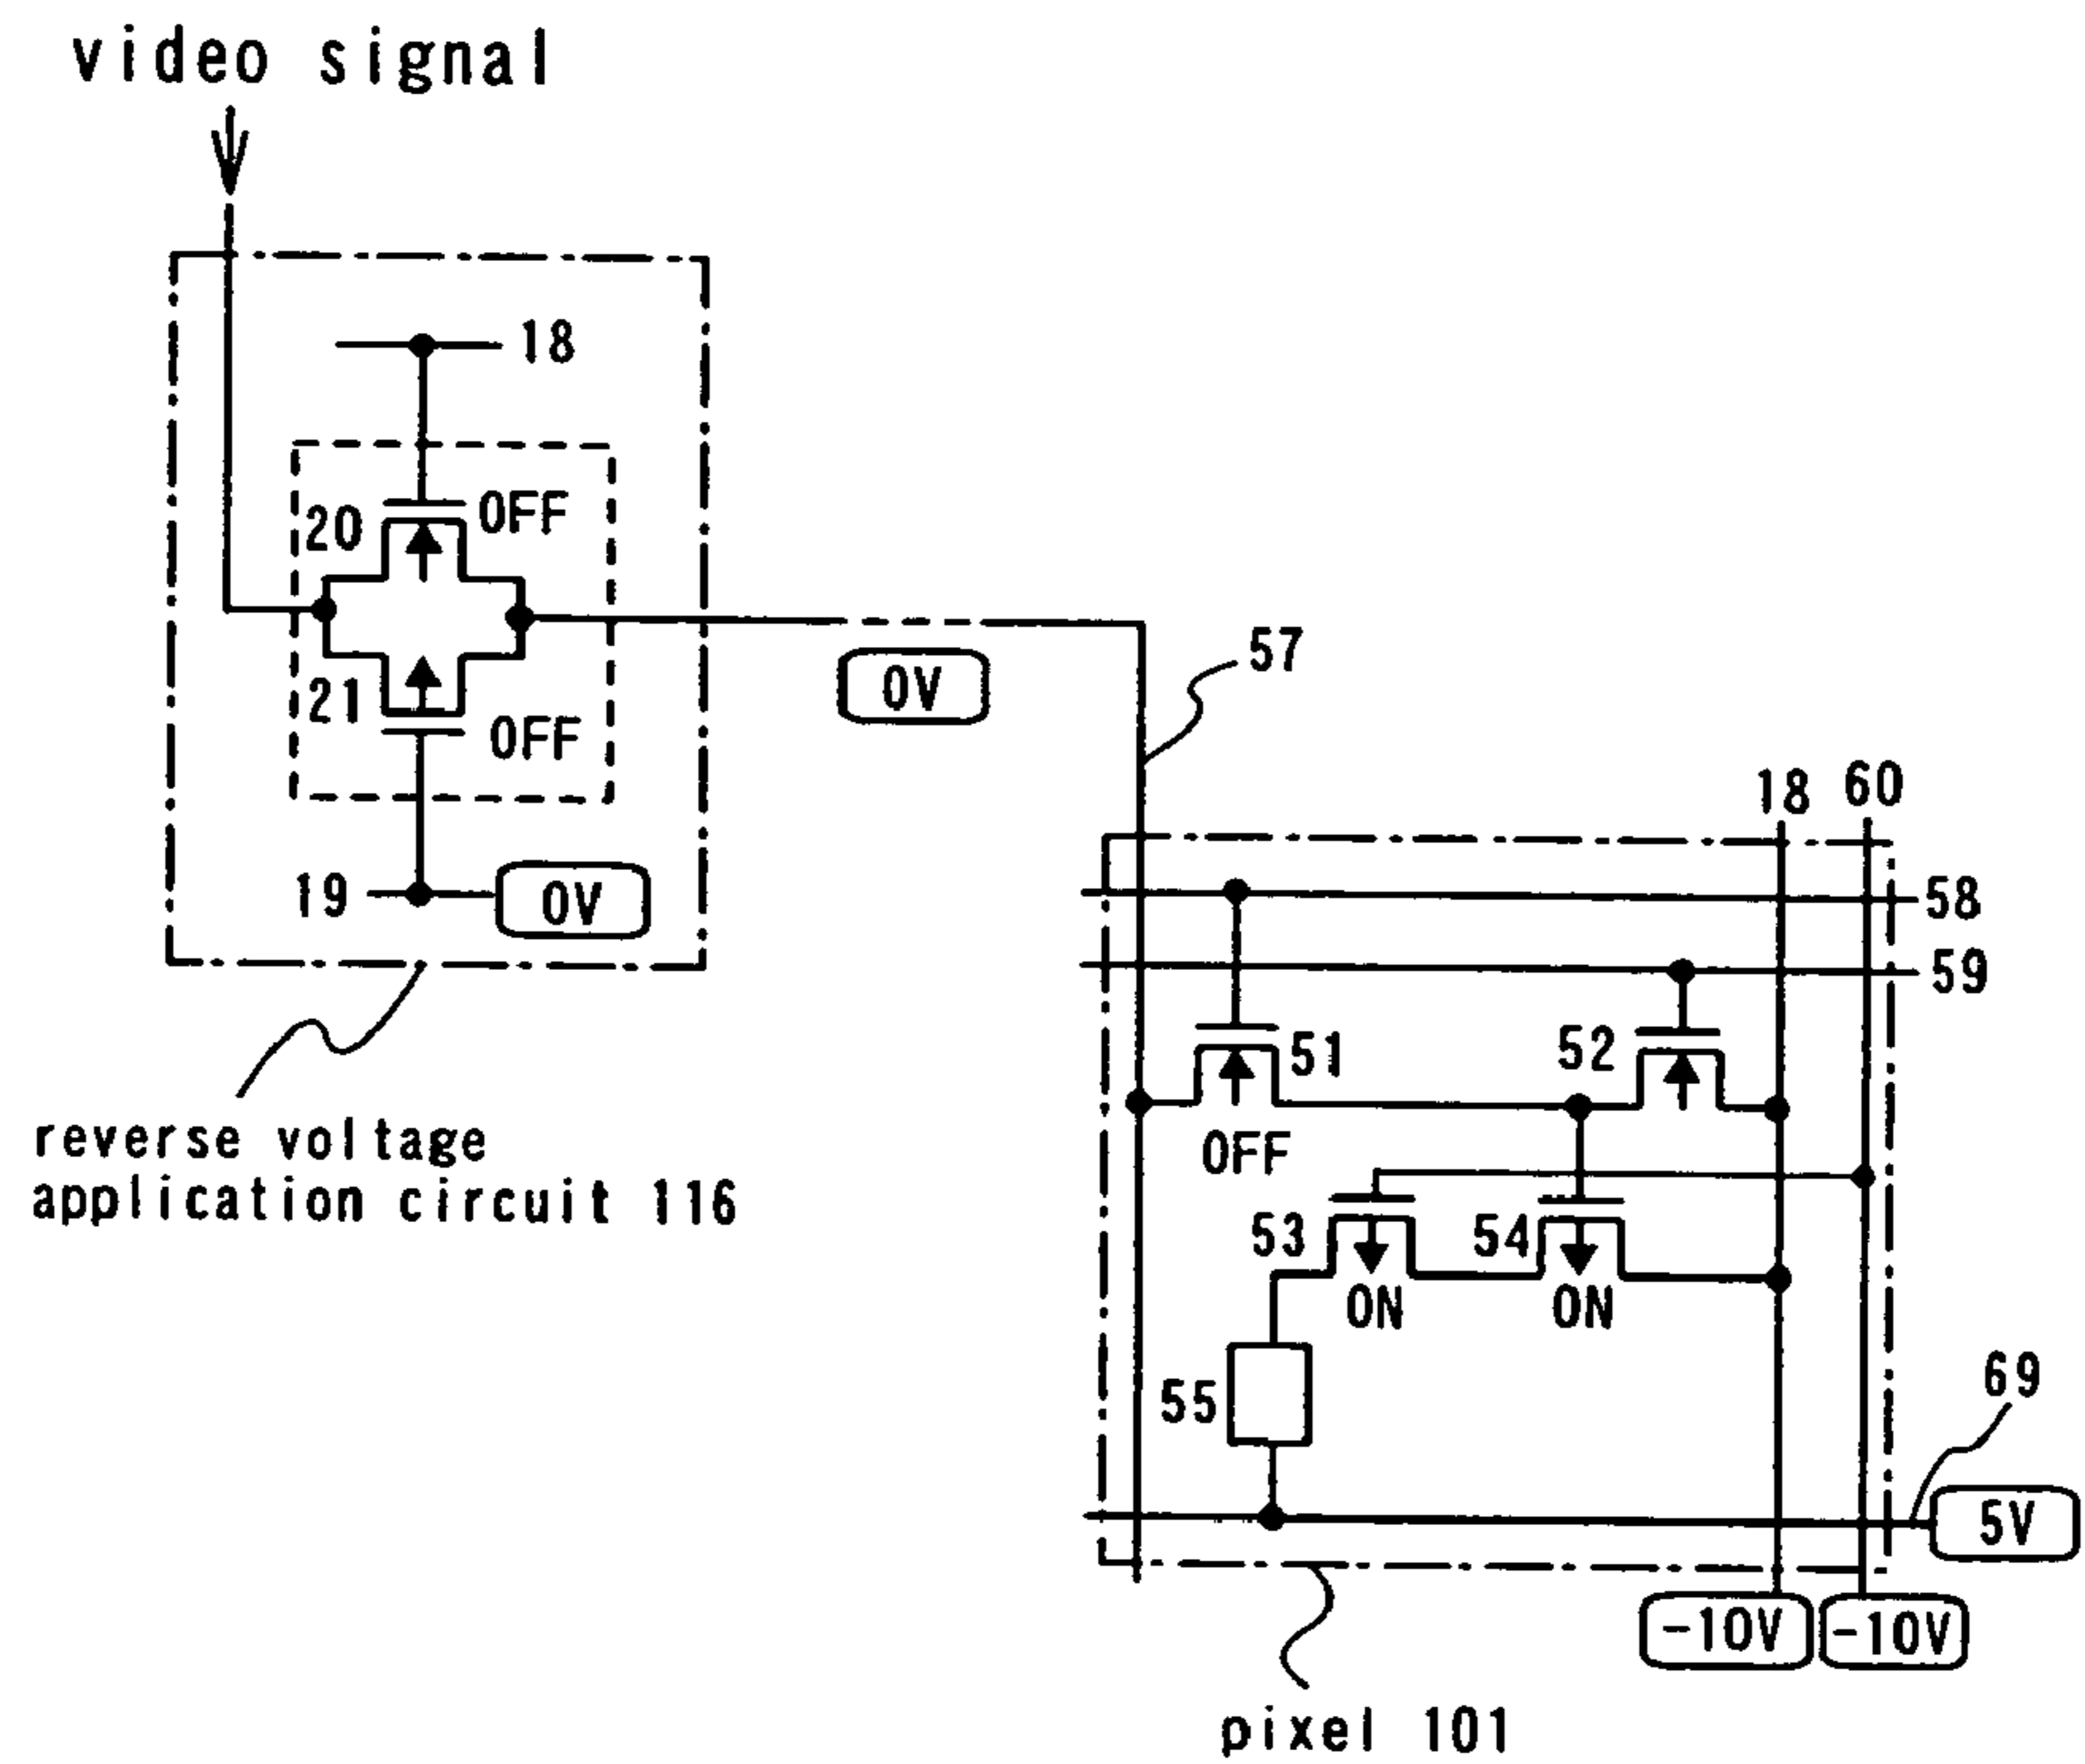 video signal
18
20
OFF
21
OFF
0V
57
18
60
19
0V
58
59
51
52
OFF
reverse voltage
application circuit 116
53
54
ON
ON
55
69
5V
-10V
-10V
pixel 101